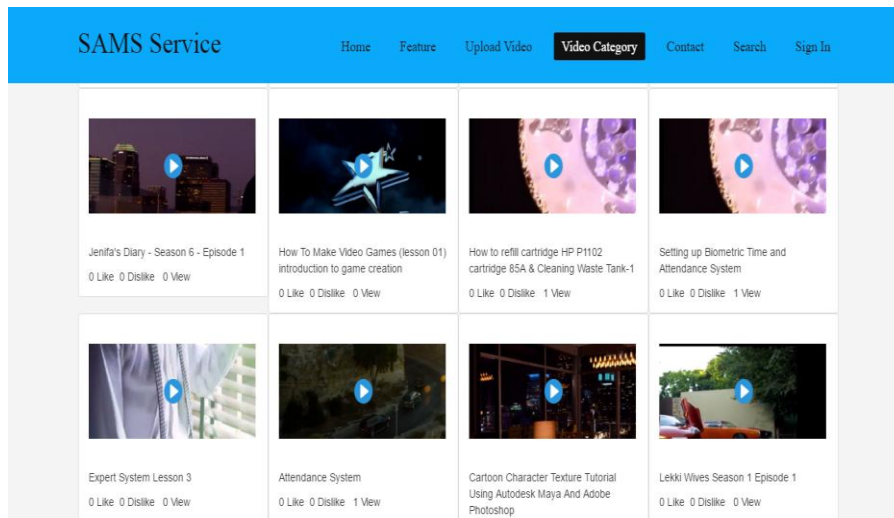 SAMS Service
Home Feature Upload Video Video Category Contact Search Sign In
Jenifa's Diary - Season 6 - Episode 1
0 Like 0 Dislike 0 View
How To Make Video Games (lesson 01)
introduction to game creation
0 Like 0 Dislike 0 View
How to refill cartridge HP P1102
cartridge 85A & Cleaning Waste Tank-1
0 Like 0 Dislike 1 View
Setting up Biometric Time and
Attendance System
0 Like 0 Dislike 1 View
Expert System Lesson 3
0 Like 0 Dislike 0 View
Attendance System
0 Like 0 Dislike 1 View
Cartoon Character Texture Tutorial
Using Autodesk Maya And Adobe
Photoshop
Lekki Wives Season 1 Episode 1
0 Like 0 Dislike 0 View